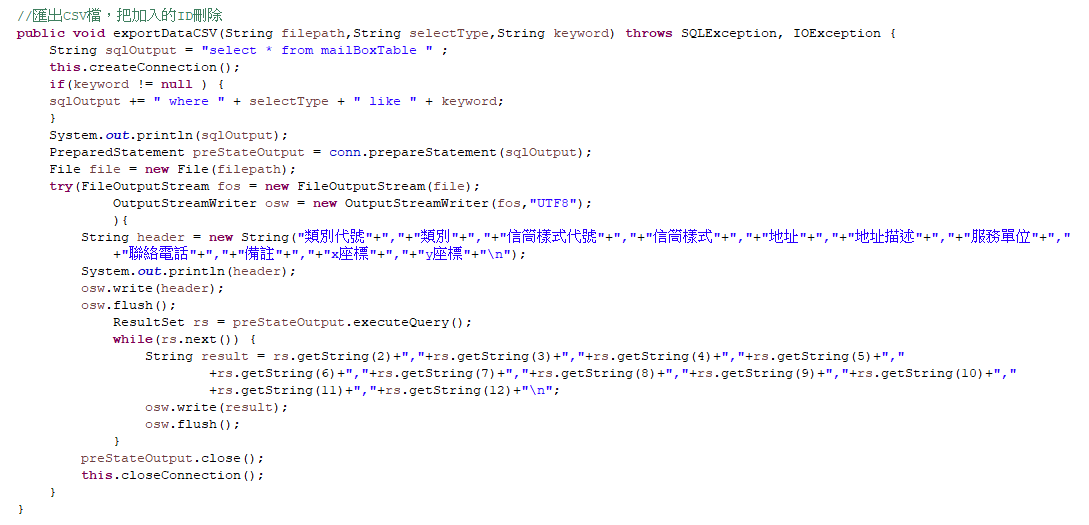 //匯出CSV檔，把加入的ID刪除
public void exportDataCSV(String filepath,String selectType,String keyword) throws SQLException, IOException {
    String sqlOutput = "select * from mailBoxTable " ;
    this.createConnection();
    if(keyword != null ) {
    sqlOutput += " where " + selectType + " like " + keyword;
    }
    System.out.println(sqlOutput);
    PreparedStatement preStateOutput = conn.prepareStatement(sqlOutput);
    File file = new File(filepath);
    try(FileOutputStream fos = new FileOutputStream(file);
            OutputStreamWriter osw = new OutputStreamWriter(fos,"UTF8");
            ){
        String header = new String("類別代號"+","+"類別"+","+"信筒樣式代號"+","+"信筒樣式"+","+"地址"+","+"地址描述"+","+"服務單位"+","
            +"聯絡電話"+","+"備註"+","+"x座標"+","+"y座標"+"\n");
        System.out.println(header);
        osw.write(header);
        osw.flush();
            ResultSet rs = preStateOutput.executeQuery();
            while(rs.next()) {
                String result = rs.getString(2)+","+rs.getString(3)+","+rs.getString(4)+","+rs.getString(5)+","
                        +rs.getString(6)+","+rs.getString(7)+","+rs.getString(8)+","+rs.getString(9)+","+rs.getString(10)+","
                        +rs.getString(11)+","+rs.getString(12)+"\n";
                osw.write(result);
                osw.flush();
            }
        preStateOutput.close();
        this.closeConnection();
    }
}